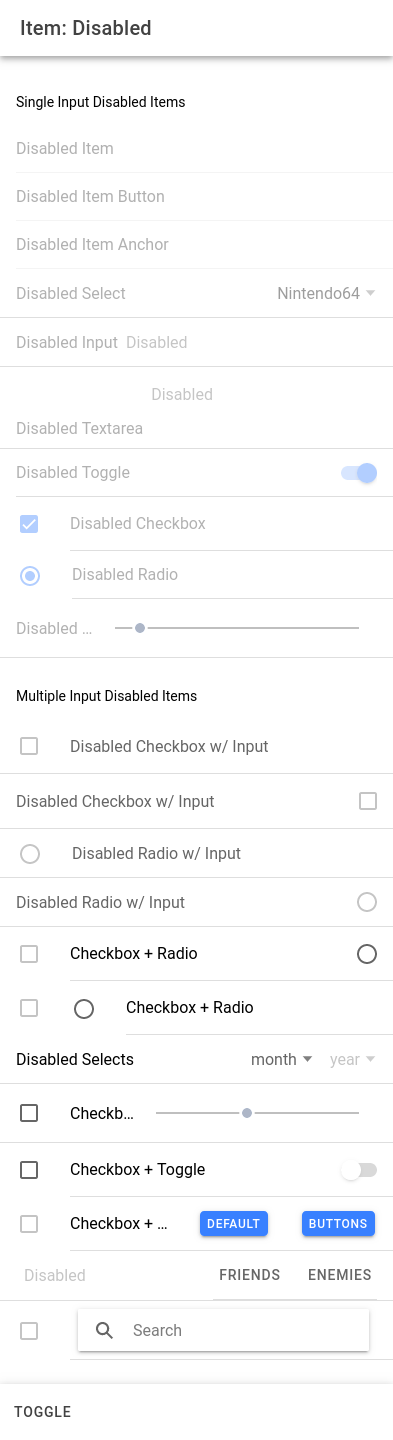 Item: Disabled
Single Input Disabled Items
Disabled Item
Disabled Item Button
Disabled Item Anchor
Disabled Select Nintendo64
Disabled Input Disabled
Disabled
Disabled Textarea
Disabled Toggle
Disabled Checkbox
Disabled Radio
Disabled ...
Multiple Input Disabled Items
Disabled Checkbox w/ Input
Disabled Checkbox w/ Input
Disabled Radio w/ Input
Disabled Radio w/ Input
Checkbox + Radio
Checkbox + Radio
Disabled Selects month year
Checkb...
Checkbox + Toggle
Checkbox + ... DEFAULT BUTTONS
Disabled FRIENDS ENEMIES
Search
TOGGLE